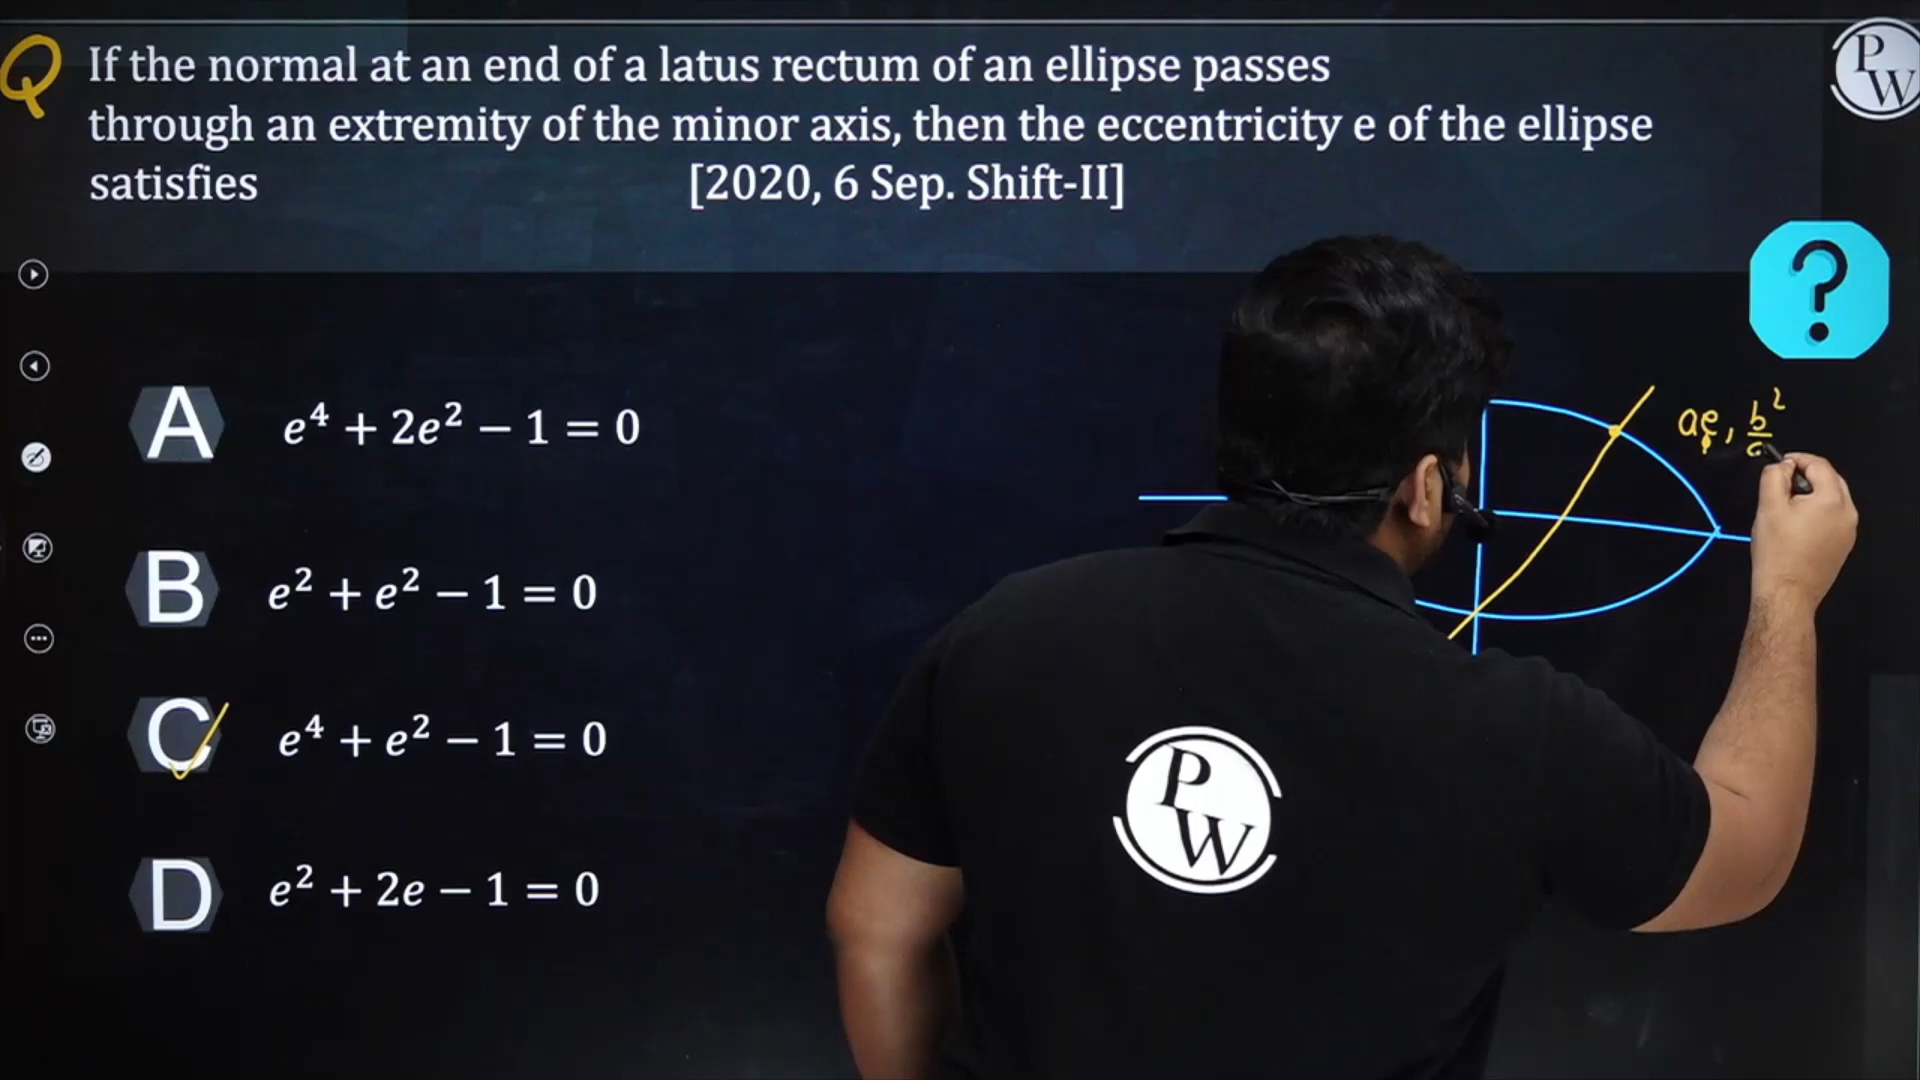 Q If the normal at an end of a latus rectum of an ellipse passes
through an extremity of the minor axis, then the eccentricity e of the ellipse
satisfies [2020, 6 Sep. Shift-II]
PW
?
A e⁴ + 2e² − 1 = 0
B e² + e² − 1 = 0
C e⁴ + e² − 1 = 0
D e² + 2e − 1 = 0
ae, b²
PW